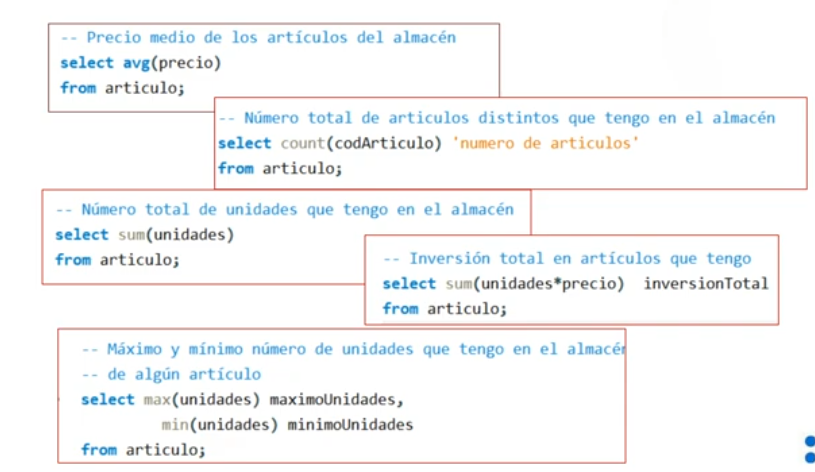 -- Precio medio de los artículos del almacén
select avg(precio)
from articulo;
-- Número total de articulos distintos que tengo en el almacén
select count(codArticulo) 'numero de articulos'
from articulo;
-- Número total de unidades que tengo en el almacén
select sum(unidades)
from articulo;
-- Inversión total en artículos que tengo
select sum(unidades*precio)  inversionTotal
from articulo;
-- Máximo y mínimo número de unidades que tengo en el almacén
-- de algún artículo
select max(unidades) maximoUnidades,
min(unidades) minimoUnidades
from articulo;